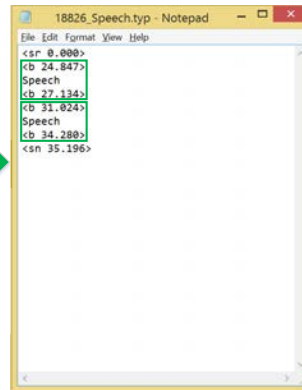 18826_Speech.typ - Notepad
File Edit Format View Help
<sr 0.000>
<b 24.847>
Speech
<b 27.134>
<b 31.024>
Speech
<b 34.280>
<sn 35.196>